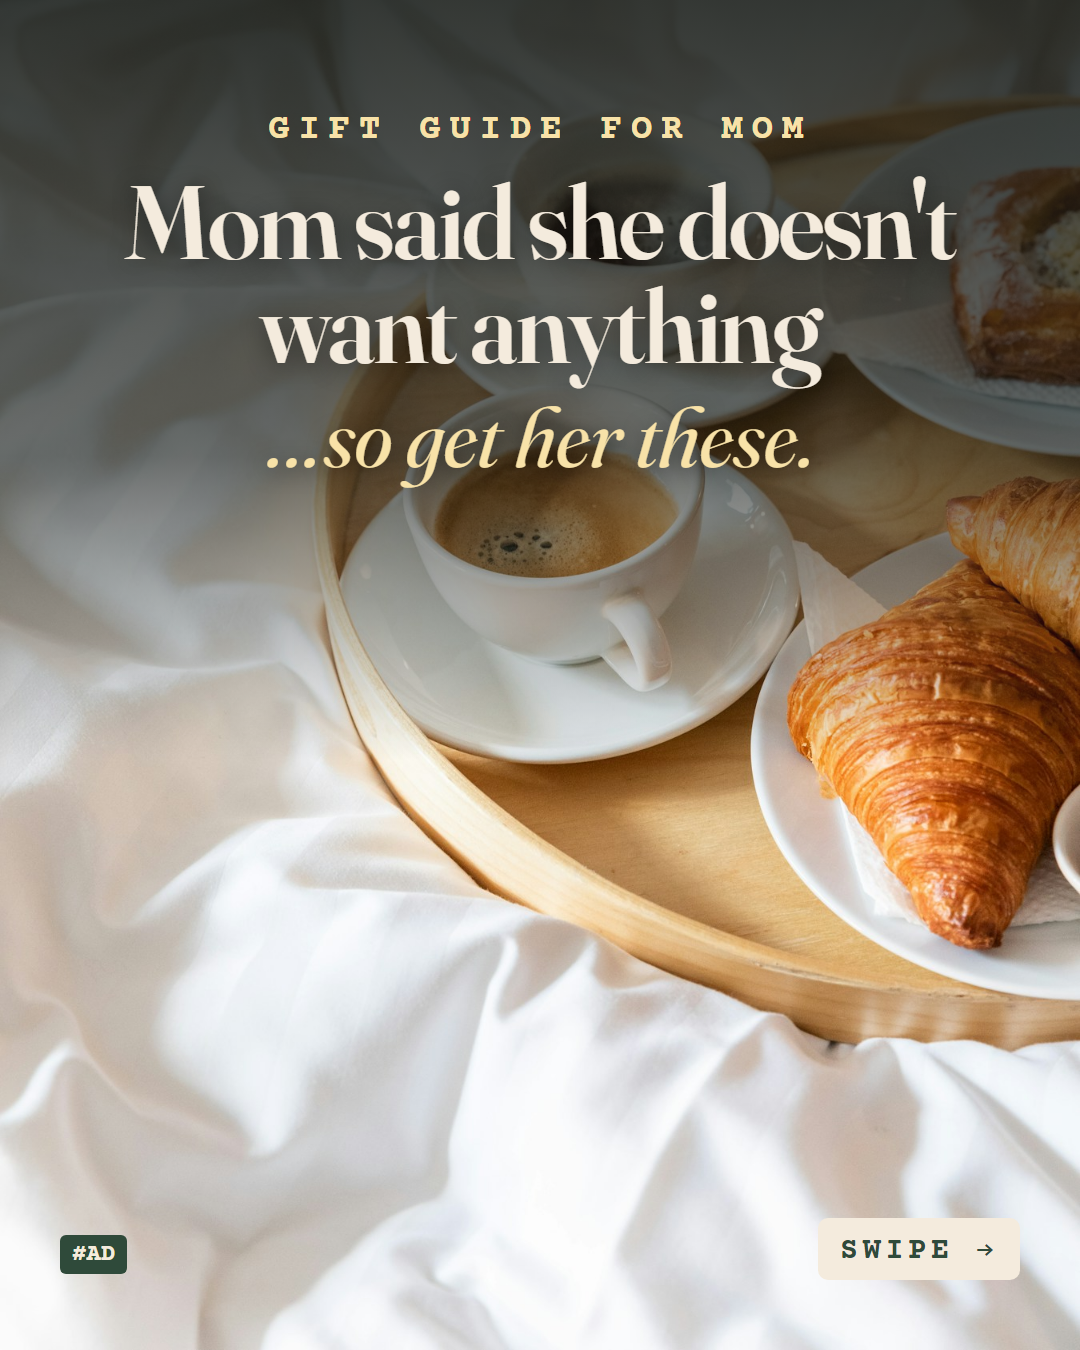 GIFT GUIDE FOR MOM
Mom said she doesn't
want anything
...so get her these.
#AD
SWIPE →